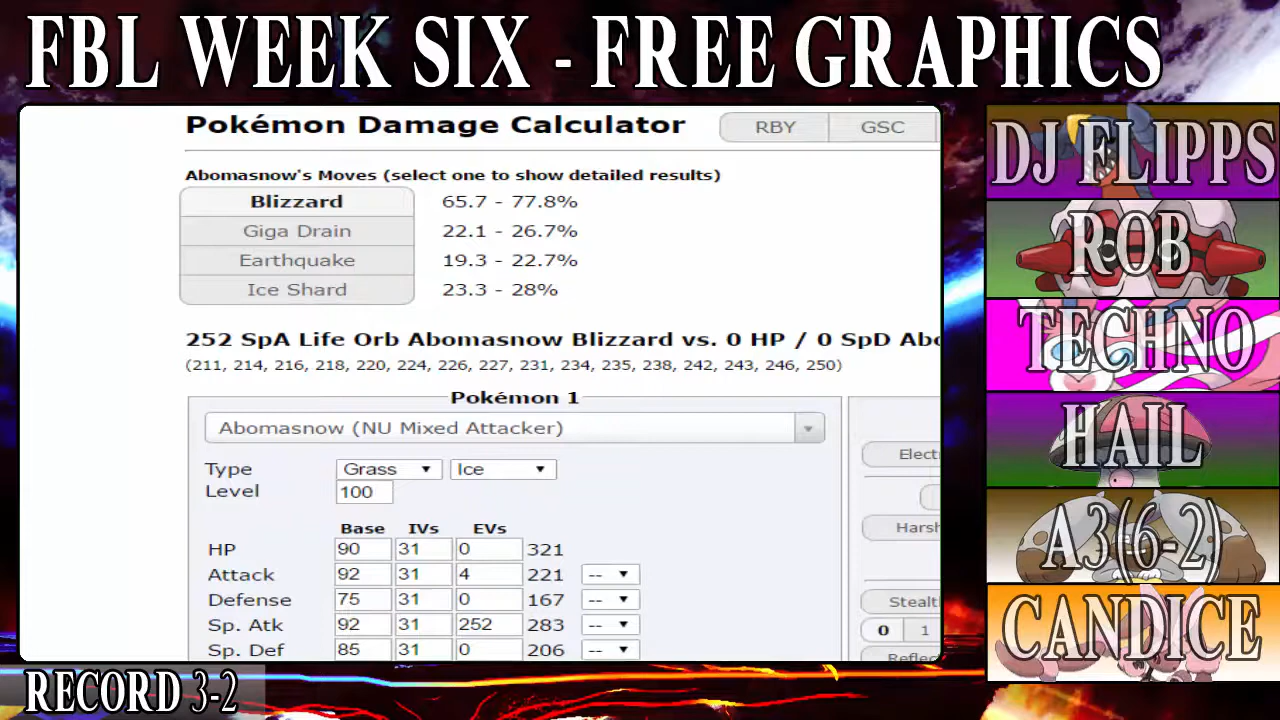 FBL WEEK SIX - FREE GRAPHICS
Pokémon Damage Calculator
RBY GSC
Abomasnow's Moves (select one to show detailed results)
Blizzard 65.7 - 77.8%
Giga Drain 22.1 - 26.7%
Earthquake 19.3 - 22.7%
Ice Shard 23.3 - 28%
252 SpA Life Orb Abomasnow Blizzard vs. 0 HP / 0 SpD Abo
(211, 214, 216, 218, 220, 224, 226, 227, 231, 234, 235, 238, 242, 243, 246, 250)
Pokémon 1
Abomasnow (NU Mixed Attacker)
Type Grass Ice
Level 100
Base IVs EVs
HP 90 31 0 321
Attack 92 31 4 221 --
Defense 75 31 0 167 --
Sp. Atk 92 31 252 283 --
Sp. Def 85 31 0 206 --
Electr
Harsh
Stealt
0 1
Reflec
DJ FLIPPS
ROB
TECHNO
HAIL
A3(6-2)
CANDICE
RECORD 3-2